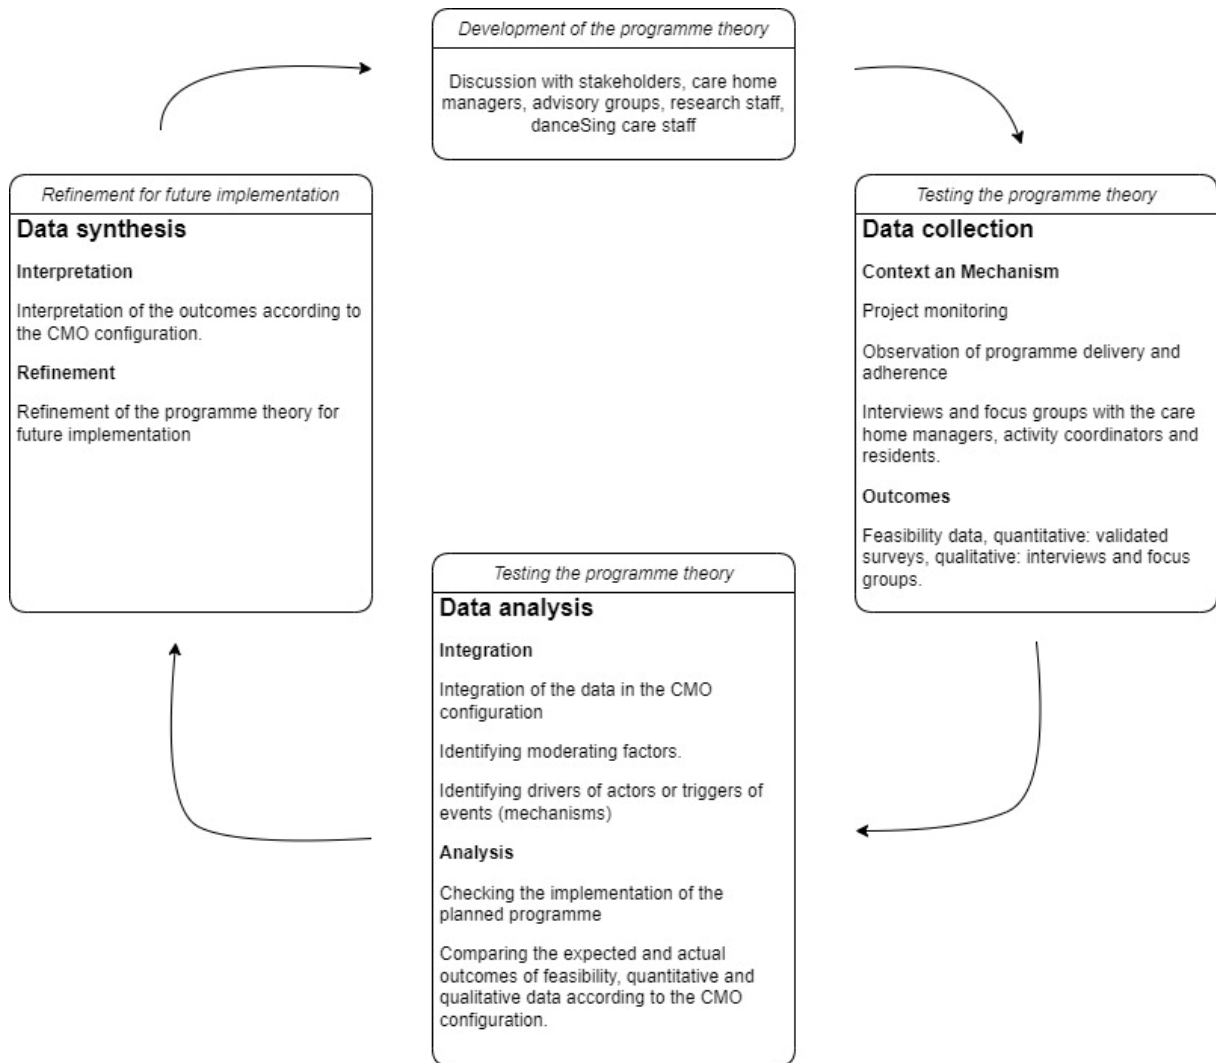 Development of the programme theory
Discussion with stakeholders, care home
managers, advisory groups, research staff,
danceSing care staff
Refinement for future implementation
Data synthesis
Interpretation
Interpretation of the outcomes according to
the CMO configuration.
Refinement
Refinement of the programme theory for
future implementation
Testing the programme theory
Data collection
Context an Mechanism
Project monitoring
Observation of programme delivery and
adherence
Interviews and focus groups with the care
home managers, activity coordinators and
residents.
Outcomes
Feasibility data, quantitative: validated
surveys, qualitative: interviews and focus
groups.
Testing the programme theory
Data analysis
Integration
Integration of the data in the CMO
configuration
Identifying moderating factors.
Identifying drivers of actors or triggers of
events (mechanisms)
Analysis
Checking the implementation of the
planned programme
Comparing the expected and actual
outcomes of feasibility, quantitative and
qualitative data according to the CMO
configuration.